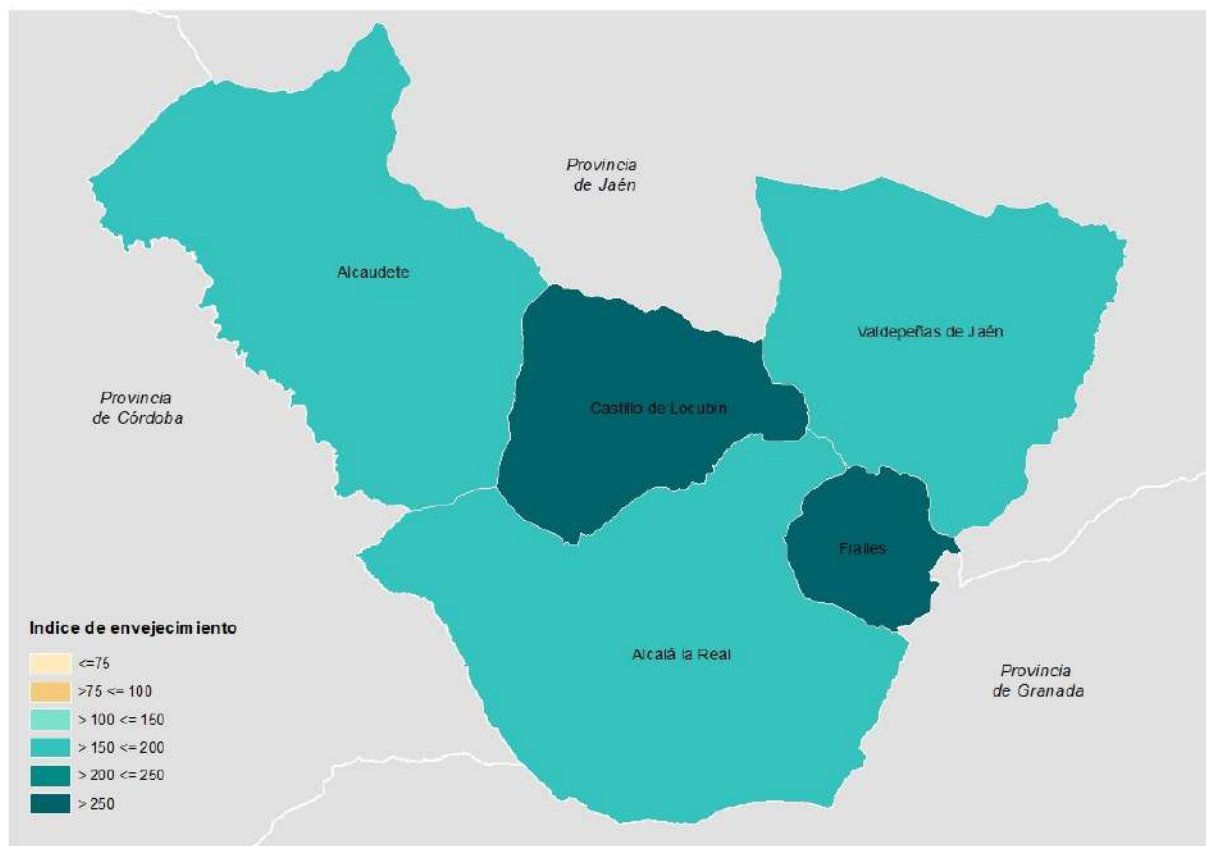 Provincia
de Jaén
Alcaudete
Valdepeñas de Jaén
Provincia
de Córdoba
Castillo de Locubín
Frailes
Alcalá la Real
Provincia
de Granada
Indice de envejecimiento
<=75
>75 <= 100
> 100 <= 150
> 150 <= 200
> 200 <= 250
> 250